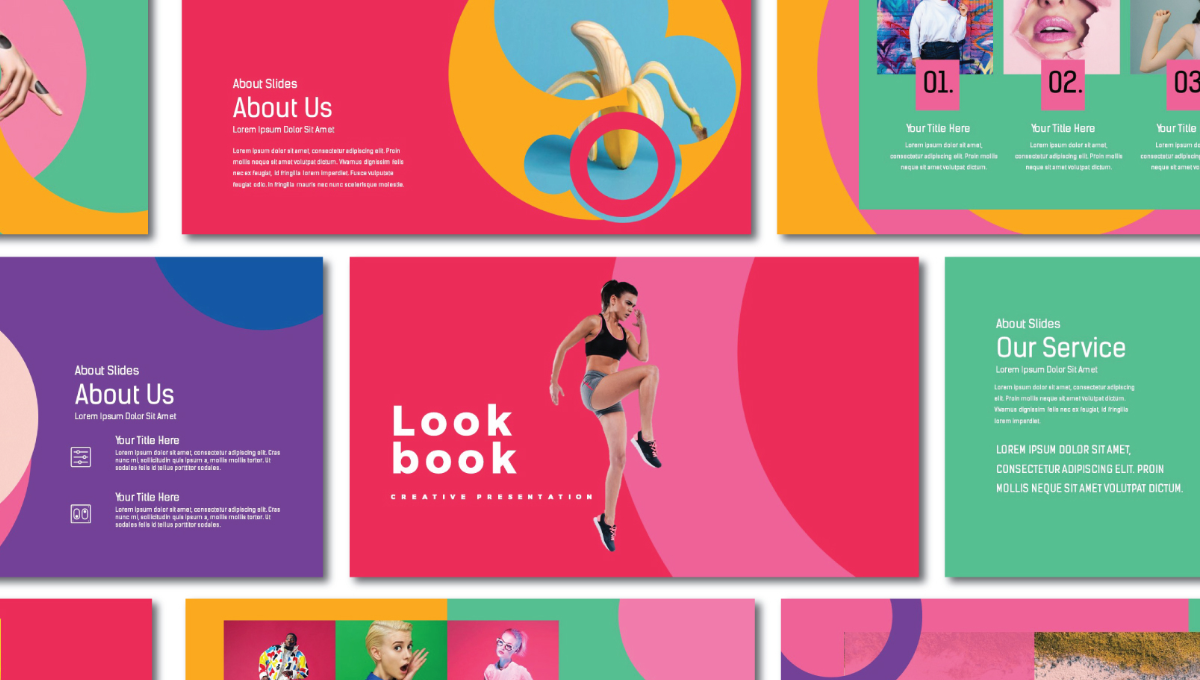 About Slides
About Us
Lorem Ipsum Dolor Sit Amet
Lorem ipsum dolor sit amet, consectetur adipiscing elit. Proin
mollis neque sit amet volutpat dictum. Vivamus dignissim felis
nec ex feugiat, id fringilla lorem imperdiet. Fusce vulputate
feugiat odio, in fringilla mauris nec nunc scelerisque molestie.
01.
Your Title Here
Lorem ipsum dolor sit amet,
consectetur adipiscing elit. Proin mollis
neque sit amet volutpat dictum.
02.
Your Title Here
Lorem ipsum dolor sit amet,
consectetur adipiscing elit. Proin mollis
neque sit amet volutpat dictum.
03
Your Title
Lorem ipsum do
consectetur adipiscing
neque sit amet vo
About Slides
About Us
Lorem Ipsum Dolor Sit Amet
Your Title Here
Lorem ipsum dolor sit amet, consectetur adipiscing elit. Cras
nunc mi, sollicitudin quis ipsum a, mollis mollis tortor. Ut
sodales felis id tellus porttitor sodales.
Your Title Here
Lorem ipsum dolor sit amet, consectetur adipiscing elit. Cras
nunc mi, sollicitudin quis ipsum a, mollis mollis tortor. Ut
sodales felis id tellus porttitor sodales.
Look
book
CREATIVE PRESENTATION
About Slides
Our Service
Lorem Ipsum Dolor Sit Amet
Lorem ipsum dolor sit amet, consectetur adipiscing
elit. Proin mollis neque sit amet volutpat dictum.
Vivamus dignissim felis nec ex feugiat, id fringilla
lorem imperdiet.
LOREM IPSUM DOLOR SIT AMET,
CONSECTETUR ADIPISCING ELIT. PROIN
MOLLIS NEQUE SIT AMET VOLUTPAT DICTUM.